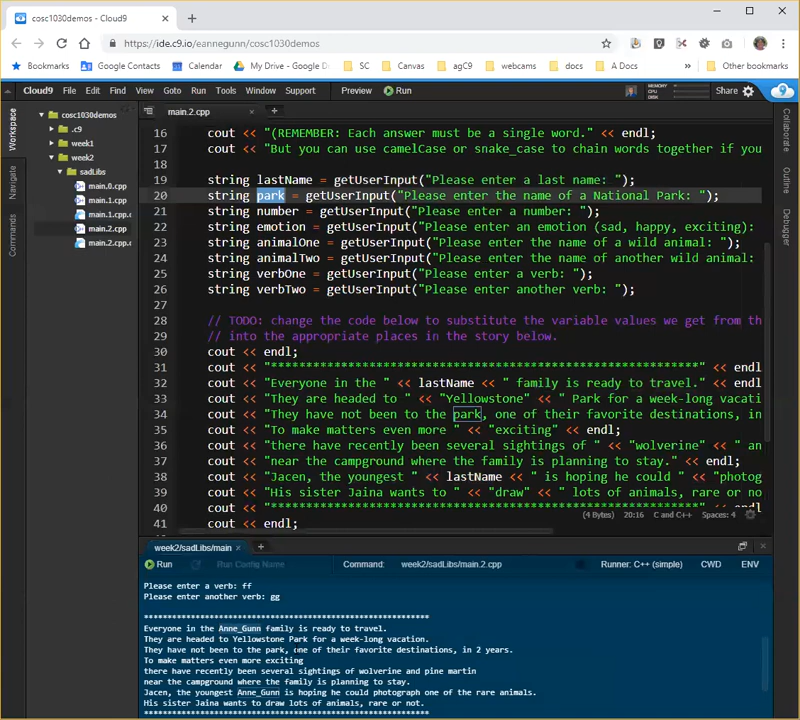 cosc1030demos - Cloud9
https://ide.c9.io/eannegunn/cosc1030demos
Bookmarks Google Contacts Calendar My Drive - Google D SC Canvas agC9 webcams docs A Docs » Other bookmarks
Cloud9 File Edit Find View Goto Run Tools Window Support Preview Run MEMORY CPU DISK Share
Workspace
Navigate
Commands
cosc1030demos
.c9
week1
week2
sadLibs
main.0.cpp
main.1.cpp
main.1.cpp.c
main.2.cpp
main.2.cpp.c
main.2.cpp
16 cout << "(REMEMBER: Each answer must be a single word." << endl;
17 cout << "But you can use camelCase or snake_case to chain words together if you
18
19 string lastName = getUserInput("Please enter a last name: ");
20 string park = getUserInput("Please enter the name of a National Park: ");
21 string number = getUserInput("Please enter a number: ");
22 string emotion = getUserInput("Please enter an emotion (sad, happy, exciting):
23 string animalOne = getUserInput("Please enter the name of a wild animal: ");
24 string animalTwo = getUserInput("Please enter the name of another wild animal:
25 string verbOne = getUserInput("Please enter a verb: ");
26 string verbTwo = getUserInput("Please enter another verb: ");
27
28 // TODO: change the code below to substitute the variable values we get from th
29 // into the appropriate places in the story below.
30 cout << endl;
31 cout << "*******************************************************" << endl
32 cout << "Everyone in the " << lastName << " family is ready to travel." << endl
33 cout << "They are headed to " << "Yellowstone" << " Park for a week-long vacati
34 cout << "They have not been to the park, one of their favorite destinations, in
35 cout << "To make matters even more " << "exciting" << endl;
36 cout << "there have recently been several sightings of " << "wolverine" << " an
37 cout << "near the campground where the family is planning to stay." << endl;
38 cout << "Jacen, the youngest " << lastName << " is hoping he could " << "photog
39 cout << "His sister Jaina wants to " << "draw" << " lots of animals, rare or no
40 cout << "*******************************************************" << endl
41 cout << endl;
(4 Bytes) 20:16 C and C++ Spaces: 4
Collaborate
Outline
Debugger
week2/sadLibs/main
Run Run Config Name Command: week2/sadLibs/main.2.cpp Runner: C++ (simple) CWD ENV
Please enter a verb: ff
Please enter another verb: gg
*******************************************************
Everyone in the Anne_Gunn family is ready to travel.
They are headed to Yellowstone Park for a week-long vacation.
They have not been to the park, one of their favorite destinations, in 2 years.
To make matters even more exciting
there have recently been several sightings of wolverine and pine martin
near the campground where the family is planning to stay.
Jacen, the youngest Anne_Gunn is hoping he could photograph one of the rare animals.
His sister Jaina wants to draw lots of animals, rare or not.
*******************************************************